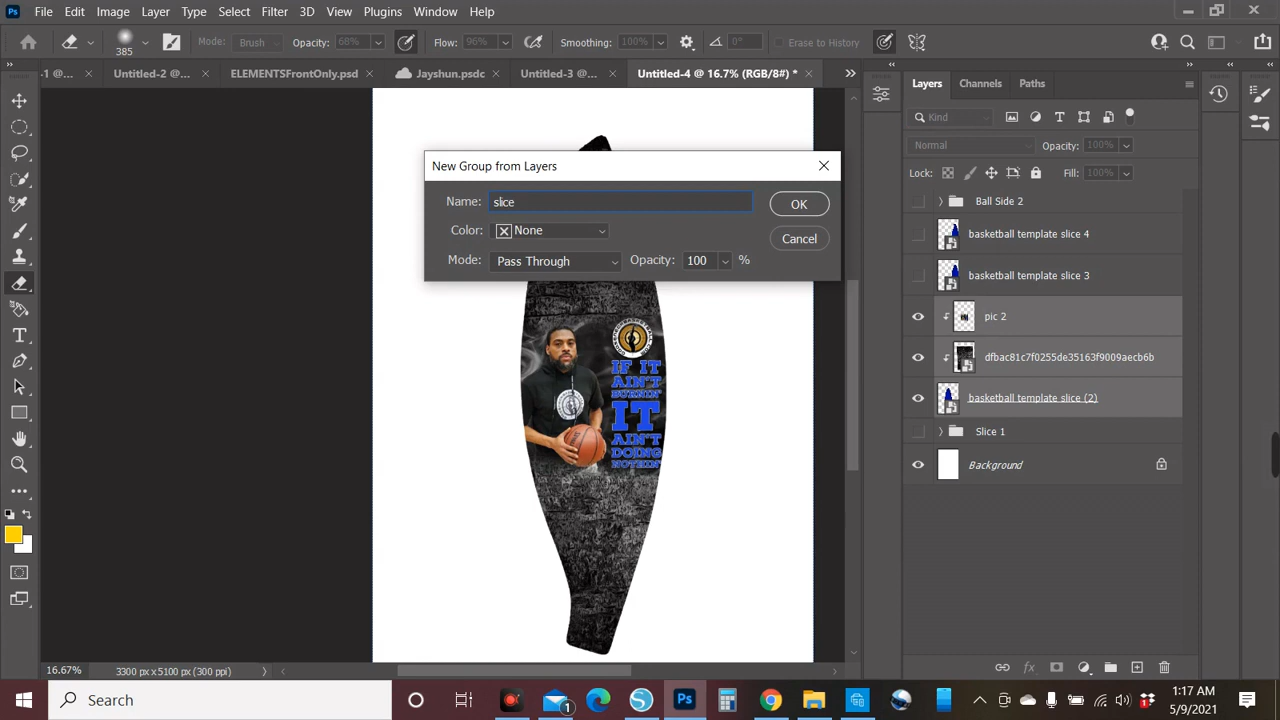 Ps File Edit Image Layer Type Select Filter 3D View Plugins Window Help
385 Mode: Brush Opacity: 68% Flow: 96% Smoothing: 100% 0° Erase to History
-1 @... × Untitled-2 @... × ELEMENTSFrontOnly.psd × Jayshun.psdc × Untitled-3 @... × Untitled-4 @ 16.7% (RGB/8#) * ×
Layers Channels Paths
Kind
Normal Opacity: 100%
Lock: Fill: 100%
New Group from Layers
Name: slice
OK
Color: None
Cancel
Mode: Pass Through Opacity: 100 %
Ball Side 2
basketball template slice 4
basketball template slice 3
pic 2
dfbac81c7f0255de35163f9009aecb6b
basketball template slice (2)
Slice 1
Background
IF IT
AIN'T
BURNIN'
IT
AIN'T
DOING
NOTHIN'
16.67% 3300 px x 5100 px (300 ppi)
Search
1
Ps
1:17 AM
5/9/2021